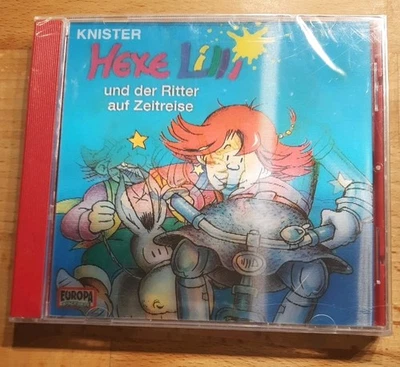 KNISTER
HEXE Lilli
und der Ritter
auf Zeitreise
EUROPA